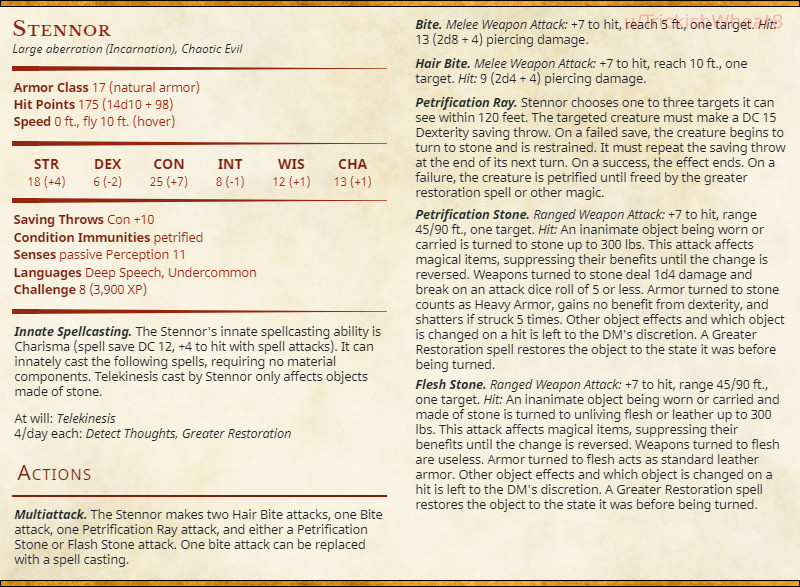 Stennor
Large aberration (Incarnation), Chaotic Evil
Armor Class 17 (natural armor)
Hit Points 175 (14d10 + 98)
Speed 0 ft., fly 10 ft. (hover)
STR DEX CON INT WIS CHA
18 (+4) 6 (-2) 25 (+7) 8 (-1) 12 (+1) 13 (+1)
Saving Throws Con +10
Condition Immunities petrified
Senses passive Perception 11
Languages Deep Speech, Undercommon
Challenge 8 (3,900 XP)
Innate Spellcasting. The Stennor's innate spellcasting ability is
Charisma (spell save DC 12, +4 to hit with spell attacks). It can
innately cast the following spells, requiring no material
components. Telekinesis cast by Stennor only affects objects
made of stone.
At will: Telekinesis
4/day each: Detect Thoughts, Greater Restoration
Actions
Multiattack. The Stennor makes two Hair Bite attacks, one Bite
attack, one Petrification Ray attack, and either a Petrification
Stone or Flash Stone attack. One bite attack can be replaced
with a spell casting.
u/TrickishWheat8
Bite. Melee Weapon Attack: +7 to hit, reach 5 ft., one target. Hit:
13 (2d8 + 4) piercing damage.
Hair Bite. Melee Weapon Attack: +7 to hit, reach 10 ft., one
target. Hit: 9 (2d4 + 4) piercing damage.
Petrification Ray. Stennor chooses one to three targets it can
see within 120 feet. The targeted creature must make a DC 15
Dexterity saving throw. On a failed save, the creature begins to
turn to stone and is restrained. It must repeat the saving throw
at the end of its next turn. On a success, the effect ends. On a
failure, the creature is petrified until freed by the greater
restoration spell or other magic.
Petrification Stone. Ranged Weapon Attack: +7 to hit, range
45/90 ft., one target. Hit: An inanimate object being worn or
carried is turned to stone up to 300 lbs. This attack affects
magical items, suppressing their benefits until the change is
reversed. Weapons turned to stone deal 1d4 damage and
break on an attack dice roll of 5 or less. Armor turned to stone
counts as Heavy Armor, gains no benefit from dexterity, and
shatters if struck 5 times. Other object effects and which object
is changed on a hit is left to the DM's discretion. A Greater
Restoration spell restores the object to the state it was before
being turned.
Flesh Stone. Ranged Weapon Attack: +7 to hit, range 45/90 ft.,
one target. Hit: An inanimate object being worn or carried and
made of stone is turned to unliving flesh or leather up to 300
lbs. This attack affects magical items, suppressing their
benefits until the change is reversed. Weapons turned to flesh
are useless. Armor turned to flesh acts as standard leather
armor. Other object effects and which object is changed on a
hit is left to the DM's discretion. A Greater Restoration spell
restores the object to the state it was before being turned.